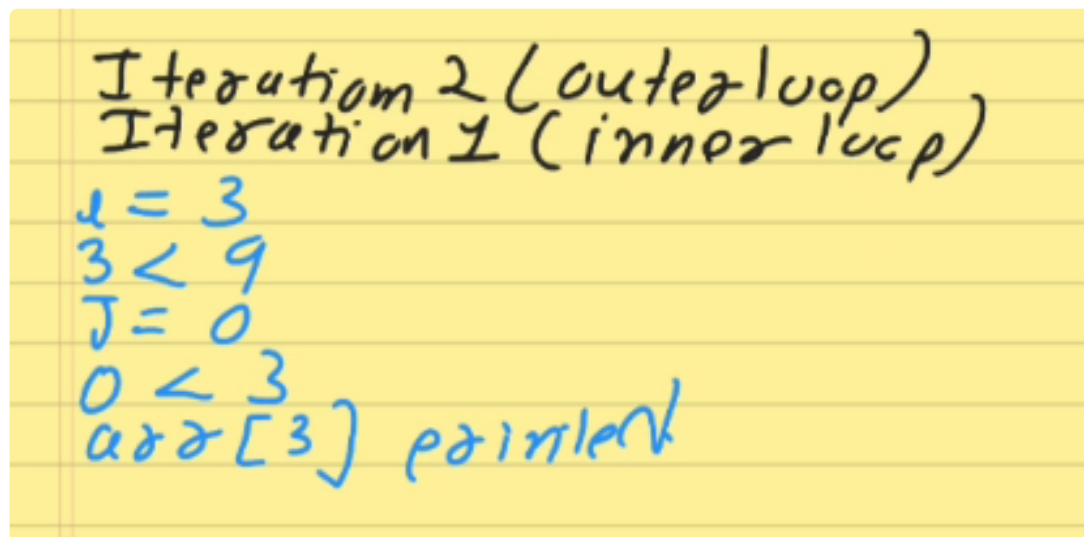 Iteration 2 (outer loop)
Iteration 1 (inner loop)
i = 3
3 < 9
J = 0
0 < 3
arr[3] printed